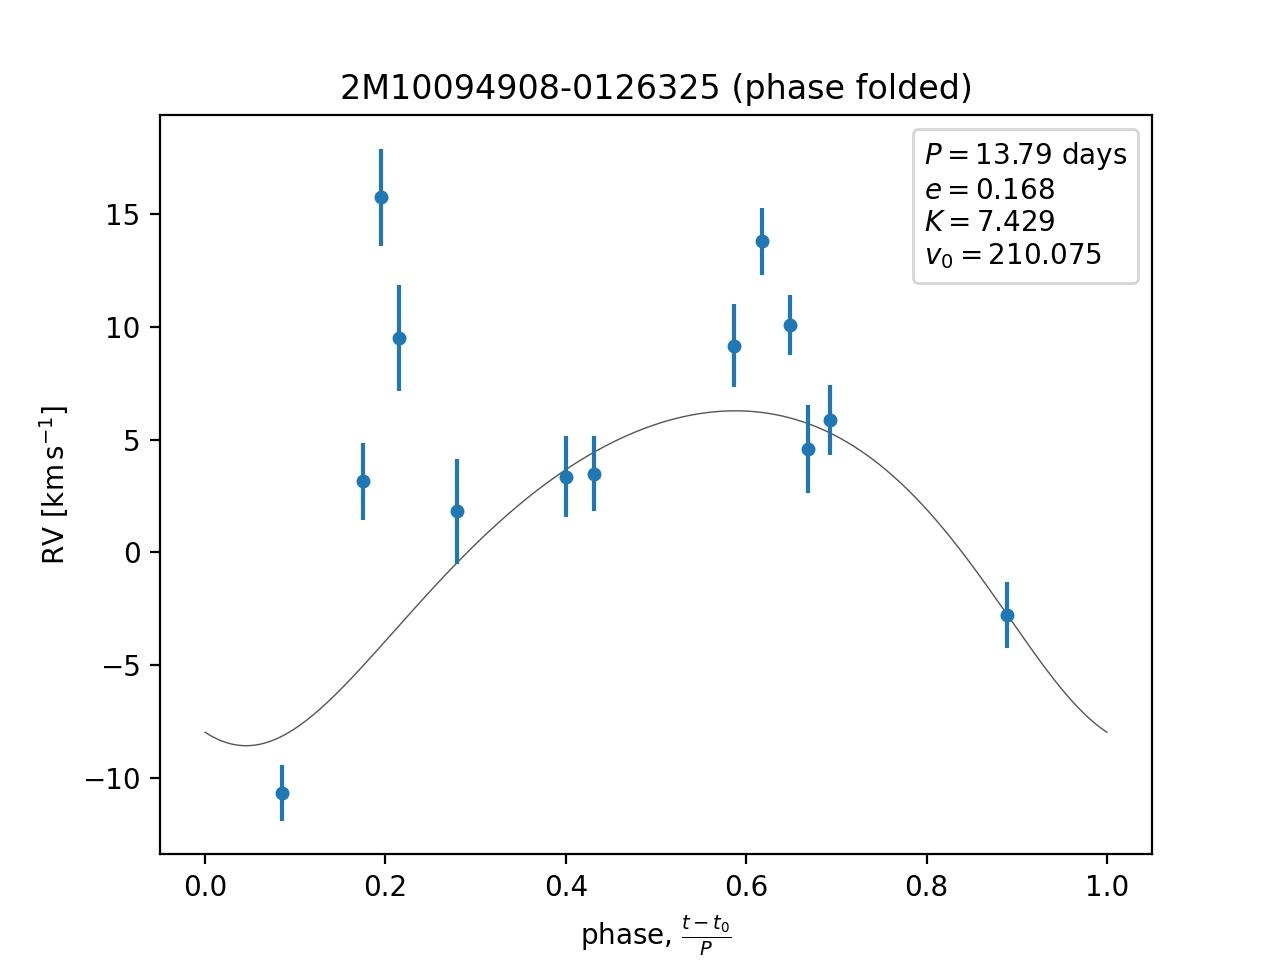 2M10094908-0126325 (phase folded)
P = 13.79 days
e = 0.168
K = 7.429
v₀ = 210.075
RV [km s⁻¹]
15
10
5
0
−5
−10
0.0 0.2 0.4 0.6 0.8 1.0
phase, (t − t₀)/P